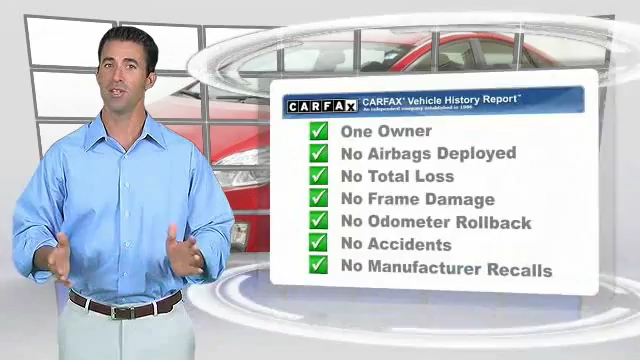 CARFAX CARFAX® Vehicle History Report™
An independent company established in 1986
One Owner
No Airbags Deployed
No Total Loss
No Frame Damage
No Odometer Rollback
No Accidents
No Manufacturer Recalls